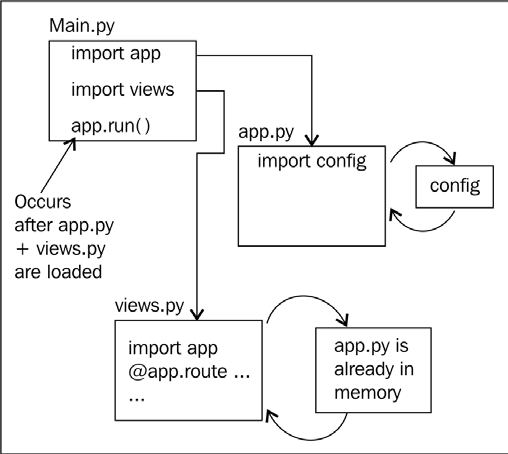 Main.py
import app
import views
app.run()
Occurs
after app.py
+ views.py
are loaded
app.py
import config
config
views.py
import app
@app.route ...
...
app.py is
already in
memory